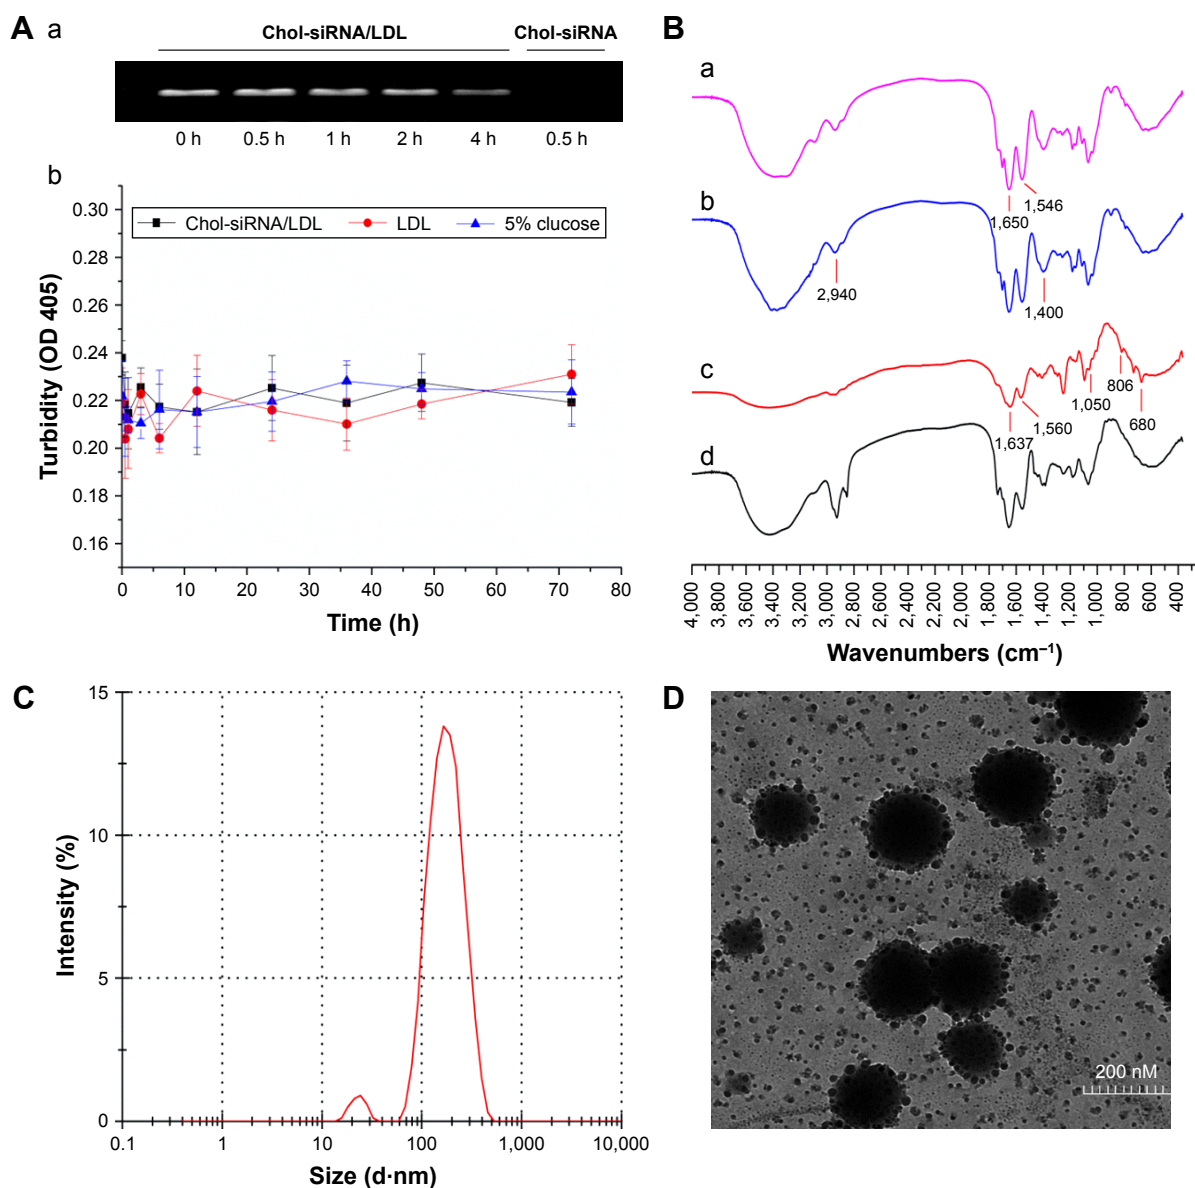 A a
Chol-siRNA/LDL Chol-siRNA
0 h 0.5 h 1 h 2 h 4 h 0.5 h
b
0.30
0.28
0.26
0.24
0.22
0.20
0.18
0.16
Turbidity (OD 405)
Chol-siRNA/LDL LDL 5% clucose
0 10 20 30 40 50 60 70 80
Time (h)
B
a
1,650
1,546
b
2,940
1,400
c
806
1,050
680
1,560
1,637
d
4,000 3,800 3,400 3,000 2,800 2,600 2,400 2,200 2,000 1,800 1,600 1,400 1,200 1,000 800 600 400
Wavenumbers (cm⁻¹)
C
15
10
5
0
Intensity (%)
0.1 1 10 100 1,000 10,000
Size (d·nm)
D
200 nM